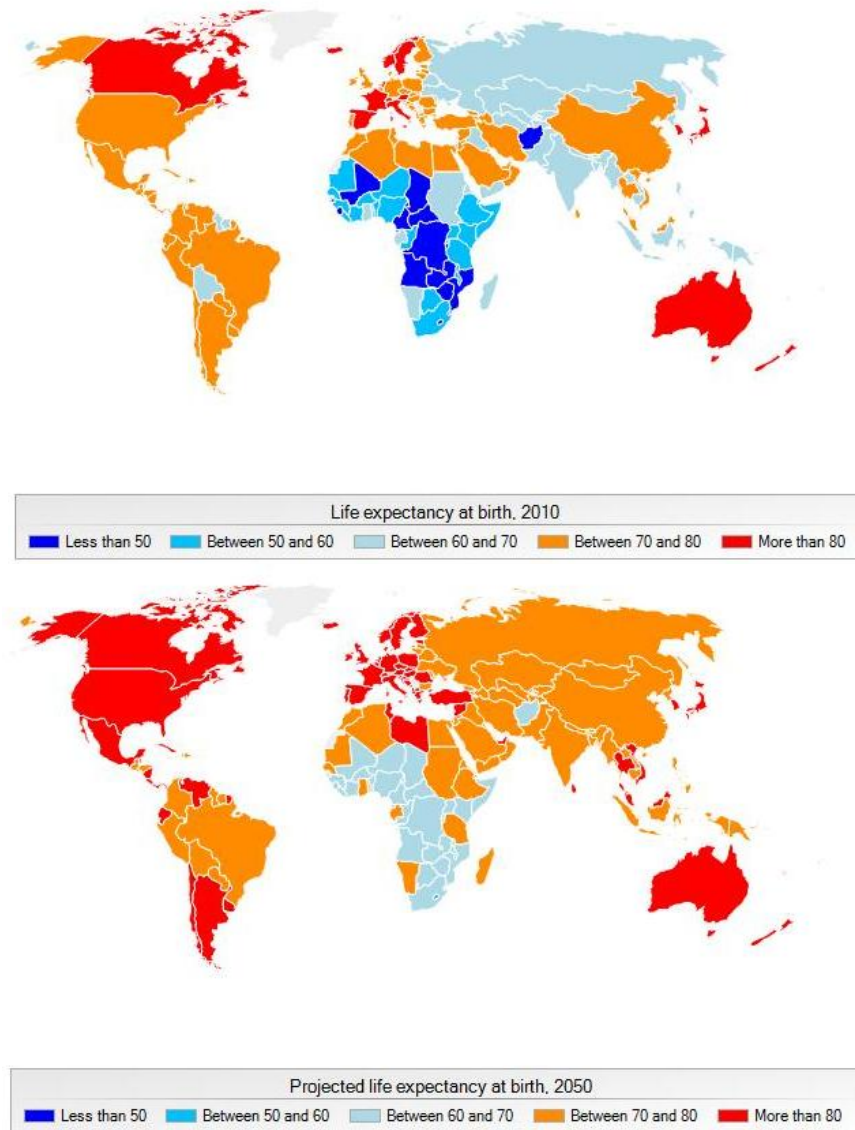 Life expectancy at birth, 2010
Less than 50 Between 50 and 60 Between 60 and 70 Between 70 and 80 More than 80
Projected life expectancy at birth, 2050
Less than 50 Between 50 and 60 Between 60 and 70 Between 70 and 80 More than 80